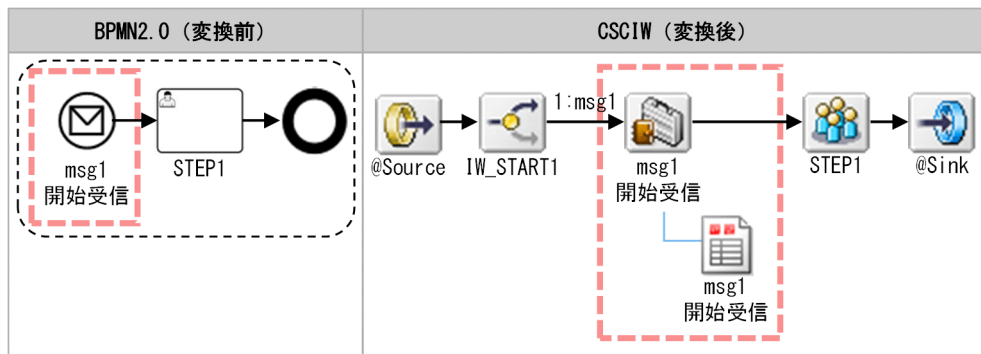 BPMN2.0 (変換前)
CSCIW (変換後)
msg1
開始受信
STEP1
@Source
IW_START1
1:msg1
msg1
開始受信
STEP1
@Sink
msg1
開始受信